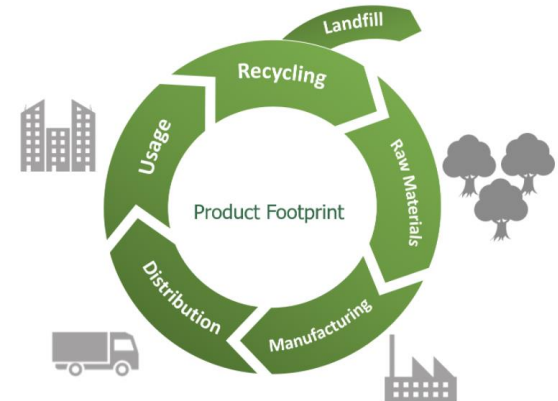 Landfill
Recycling
Usage
Raw Materials
Product Footprint
Distribution
Manufacturing